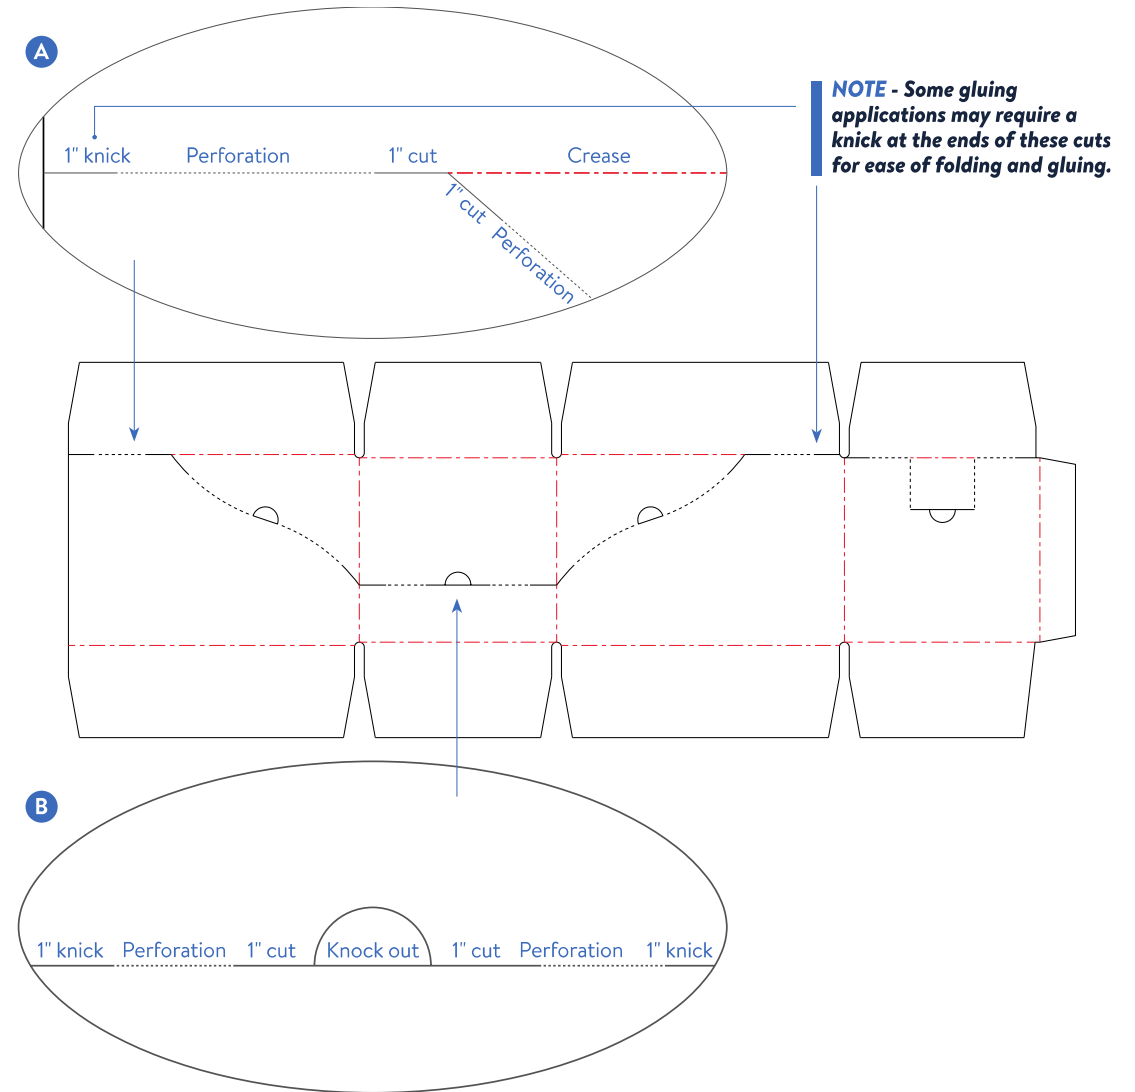 A
NOTE - Some gluing
applications may require a
knick at the ends of these cuts
for ease of folding and gluing.
1" knick Perforation 1" cut Crease
1" cut Perforation
B
1" knick Perforation 1" cut Knock out 1" cut Perforation 1" knick